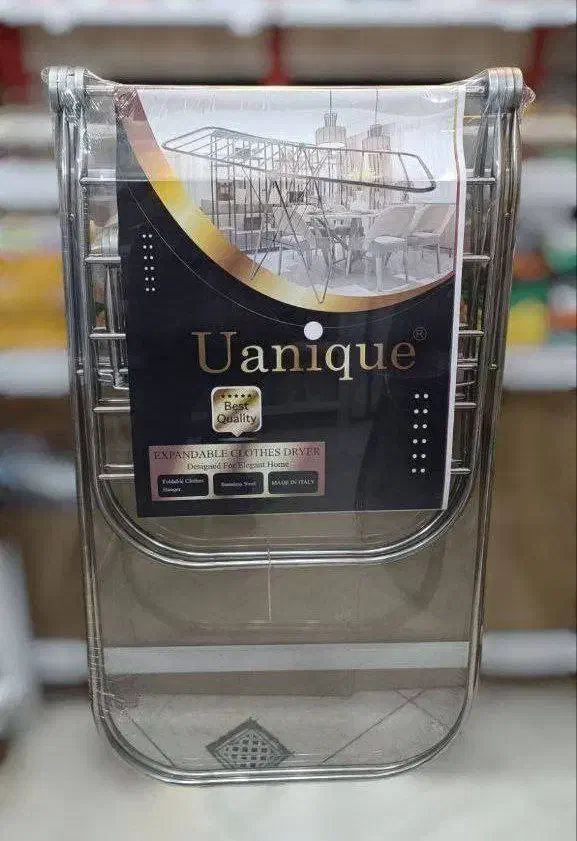 Uanique®
Best
Quality
EXPANDABLE CLOTHES DRYER
Designed For Elegant Home
Foldable Clothes
Hanger
Stainless Steel
MADE IN ITALY